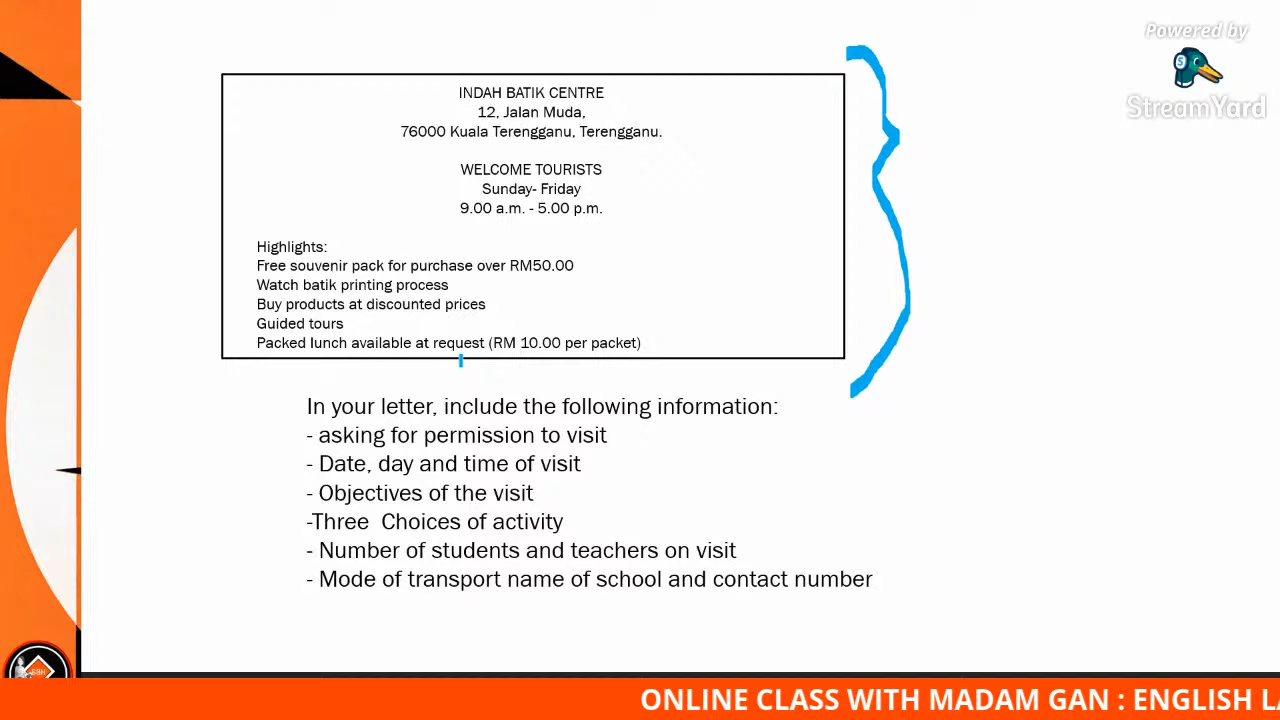 Powered by
StreamYard
INDAH BATIK CENTRE
12, Jalan Muda,
76000 Kuala Terengganu, Terengganu.
WELCOME TOURISTS
Sunday- Friday
9.00 a.m. - 5.00 p.m.
Highlights:
Free souvenir pack for purchase over RM50.00
Watch batik printing process
Buy products at discounted prices
Guided tours
Packed lunch available at request (RM 10.00 per packet)
In your letter, include the following information:
- asking for permission to visit
- Date, day and time of visit
- Objectives of the visit
-Three  Choices of activity
- Number of students and teachers on visit
- Mode of transport name of school and contact number
ONLINE CLASS WITH MADAM GAN : ENGLISH